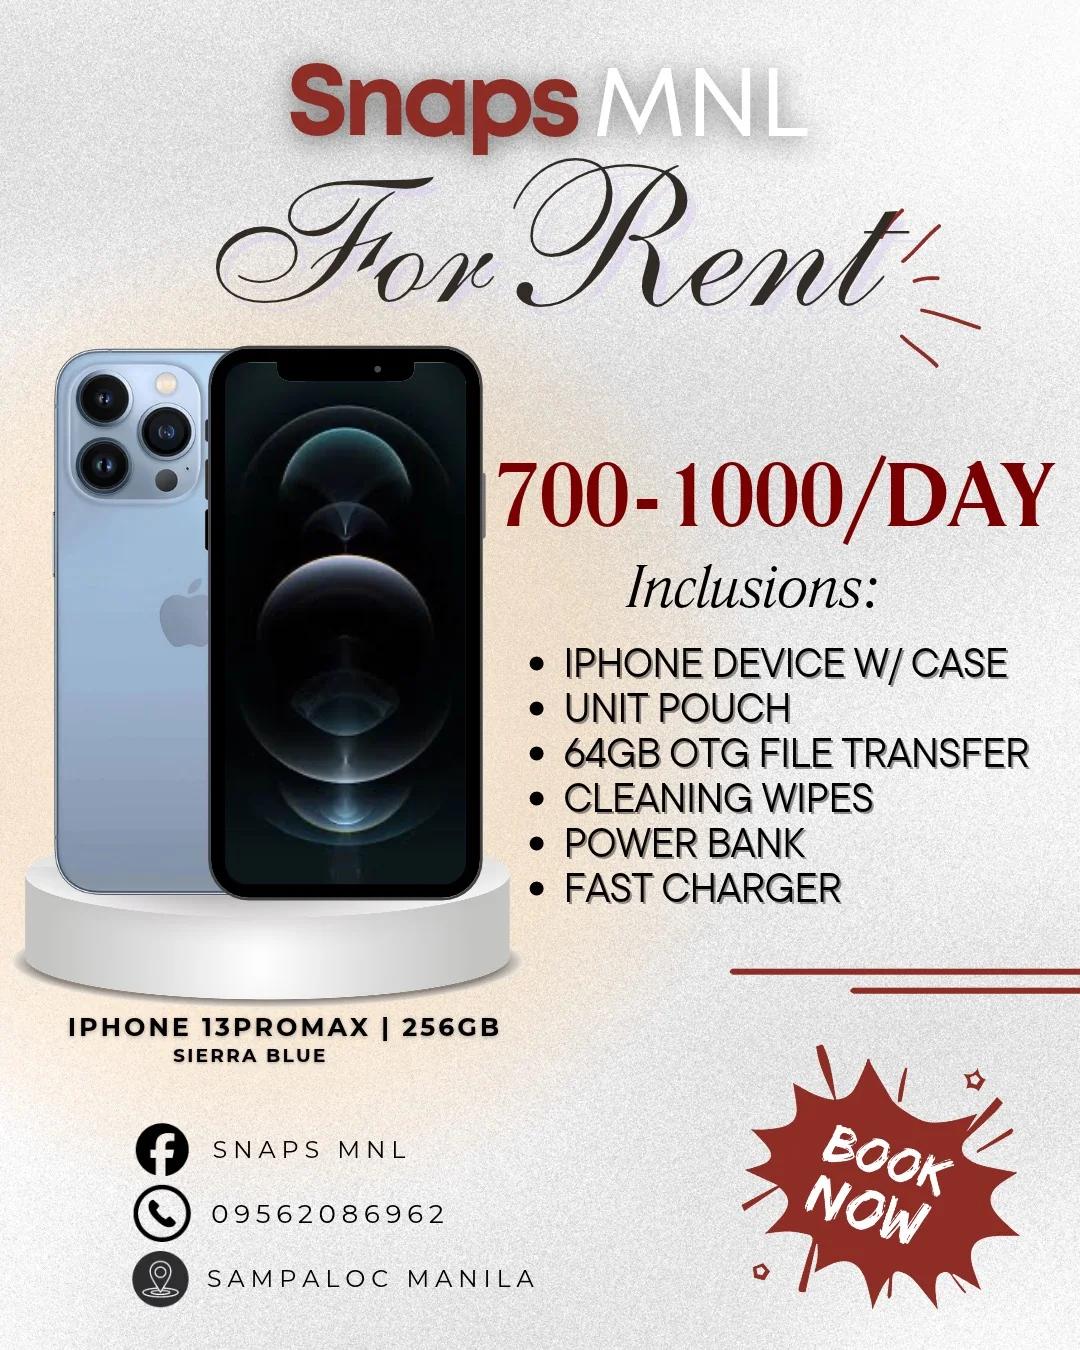 Snaps MNL
For Rent
700-1000/DAY
Inclusions:
• IPHONE DEVICE W/ CASE
• UNIT POUCH
• 64GB OTG FILE TRANSFER
• CLEANING WIPES
• POWER BANK
• FAST CHARGER
IPHONE 13PROMAX | 256GB
SIERRA BLUE
SNAPS MNL
09562086962
SAMPALOC MANILA
BOOK
NOW